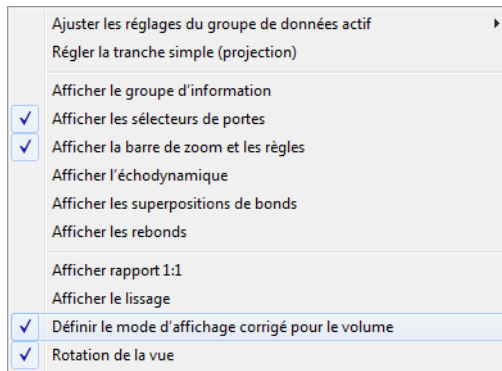 Ajuster les réglages du groupe de données actif
Régler la tranche simple (projection)
Afficher le groupe d'information
Afficher les sélecteurs de portes
Afficher la barre de zoom et les règles
Afficher l'échodynamique
Afficher les superpositions de bonds
Afficher les rebonds
Afficher rapport 1:1
Afficher le lissage
Définir le mode d'affichage corrigé pour le volume
Rotation de la vue